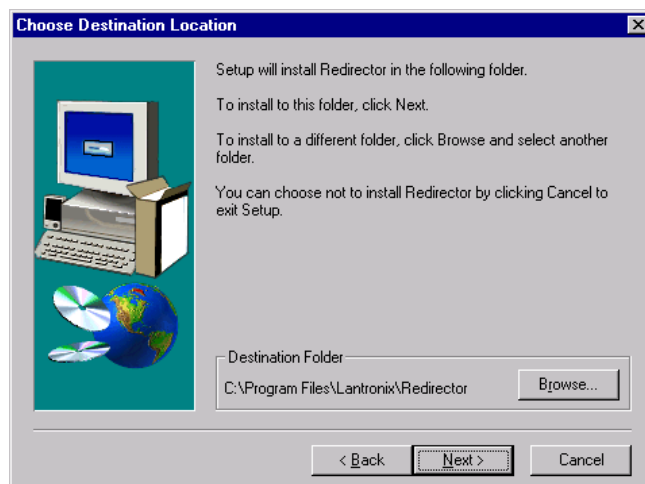 Choose Destination Location
Setup will install Redirector in the following folder.
To install to this folder, click Next.
To install to a different folder, click Browse and select another
folder.
You can choose not to install Redirector by clicking Cancel to
exit Setup.
Destination Folder
C:\Program Files\Lantronix\Redirector
Browse...
< Back
Next >
Cancel